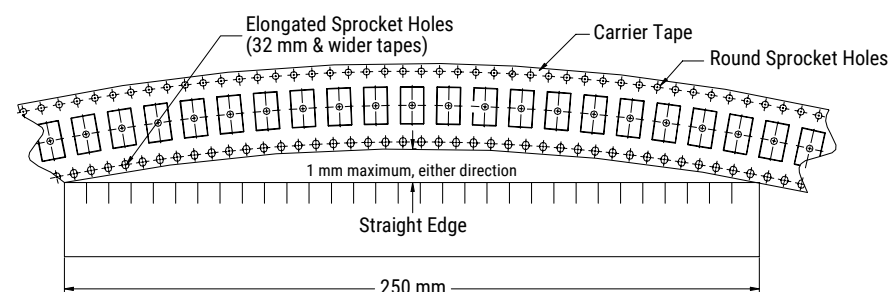 Elongated Sprocket Holes
(32 mm & wider tapes)
Carrier Tape
Round Sprocket Holes
1 mm maximum, either direction
Straight Edge
250 mm